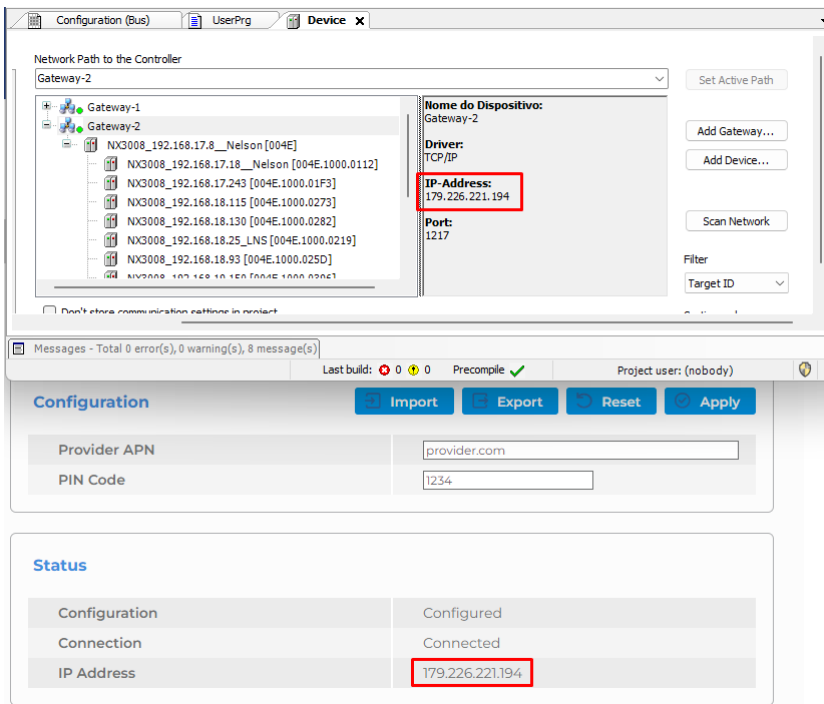 Configuration (Bus) UserPrg Device
Network Path to the Controller
Gateway-2
Set Active Path
Gateway-1
Gateway-2
NX3008_192.168.17.8__Nelson [004E]
NX3008_192.168.17.18__Nelson [004E.1000.0112]
NX3008_192.168.17.243 [004E.1000.01F3]
NX3008_192.168.18.115 [004E.1000.0273]
NX3008_192.168.18.130 [004E.1000.0282]
NX3008_192.168.18.25_LNS [004E.1000.0219]
NX3008_192.168.18.93 [004E.1000.025D]
Nome do Dispositivo:
Gateway-2
Driver:
TCP/IP
IP-Address:
179.226.221.194
Port:
1217
Add Gateway...
Add Device...
Scan Network
Filter
Target ID
Don't store communication settings in project
Messages - Total 0 error(s), 0 warning(s), 8 message(s)
Last build: 0 0 Precompile Project user: (nobody)
Configuration Import Export Reset Apply
Provider APN provider.com
PIN Code 1234
Status
Configuration Configured
Connection Connected
IP Address 179.226.221.194